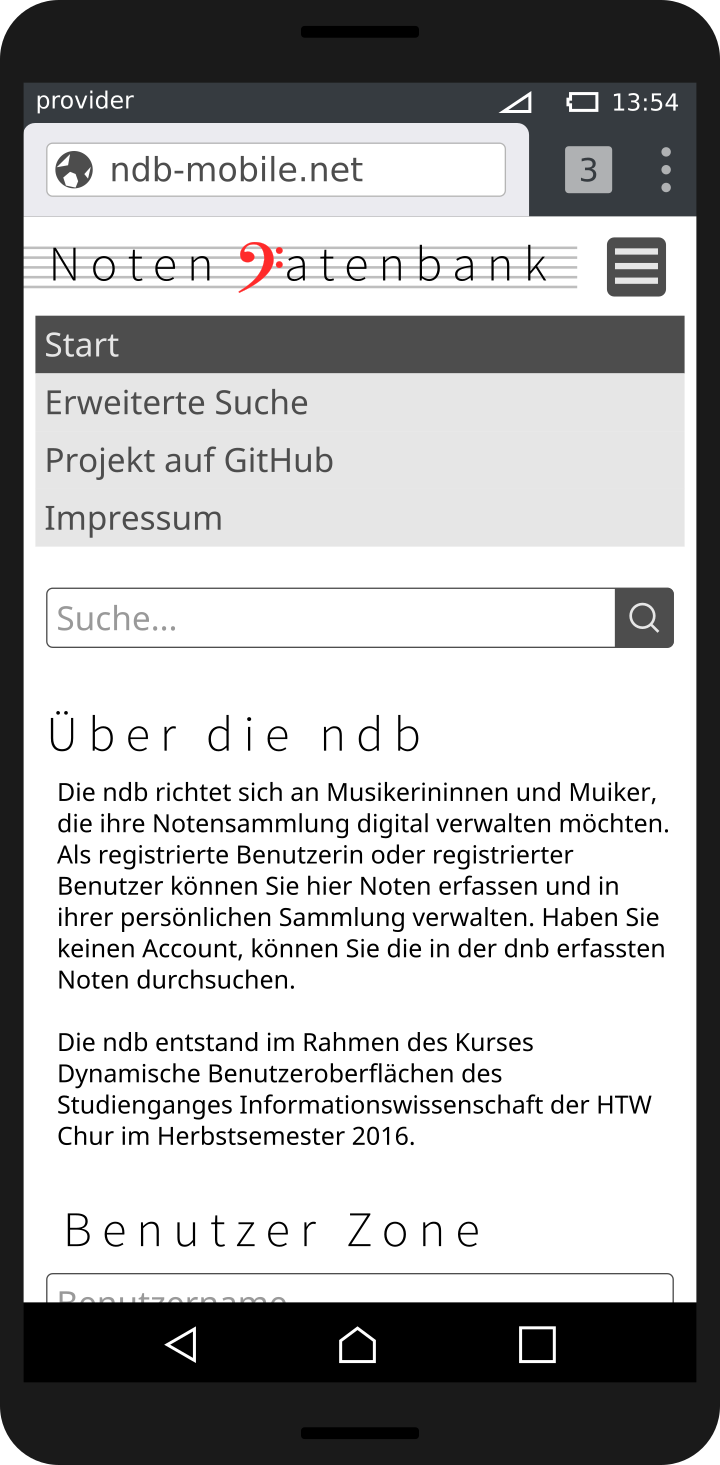 provider
13:54
ndb-mobile.net
3
Noten Datenbank
Start
Erweiterte Suche
Projekt auf GitHub
Impressum
Suche...
Über die ndb
Die ndb richtet sich an Musikerininnen und Muiker,
die ihre Notensammlung digital verwalten möchten.
Als registrierte Benutzerin oder registrierter
Benutzer können Sie hier Noten erfassen und in
ihrer persönlichen Sammlung verwalten. Haben Sie
keinen Account, können Sie die in der dnb erfassten
Noten durchsuchen.
Die ndb entstand im Rahmen des Kurses
Dynamische Benutzeroberflächen des
Studienganges Informationswissenschaft der HTW
Chur im Herbstsemester 2016.
Benutzer Zone
Benutzername